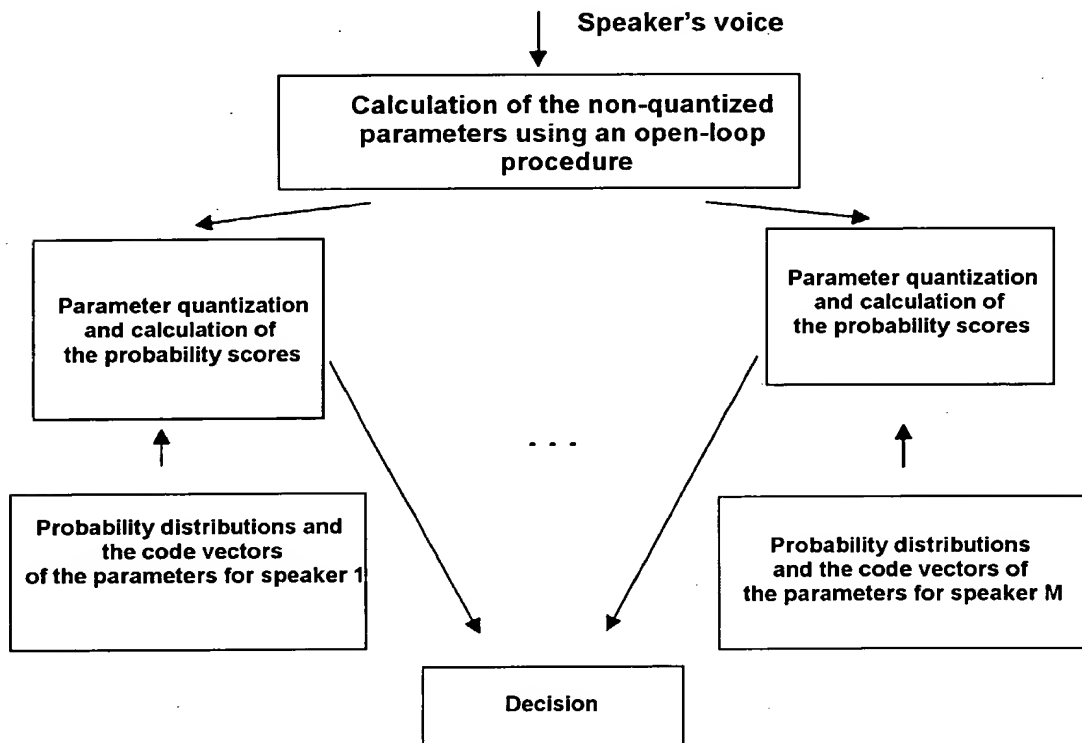 Speaker's voice
Calculation of the non-quantized
parameters using an open-loop
procedure
Parameter quantization
and calculation of
the probability scores
Parameter quantization
and calculation of
the probability scores
. . .
Probability distributions and
the code vectors
of the parameters for speaker 1
Probability distributions
and the code vectors of
the parameters for speaker M
Decision